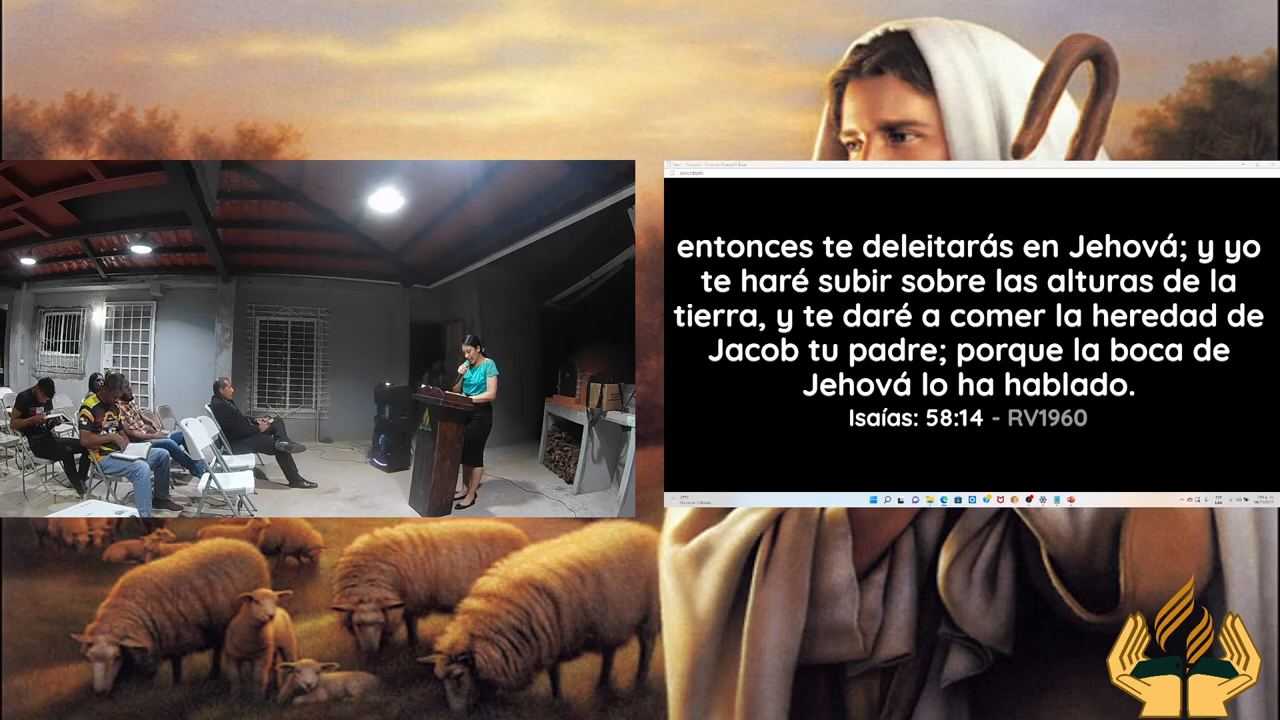 entonces te deleitarás en Jehová; y yo
te haré subir sobre las alturas de la
tierra, y te daré a comer la heredad de
Jacob tu padre; porque la boca de
Jehová lo ha hablado.
Isaías: 58:14 - RV1960